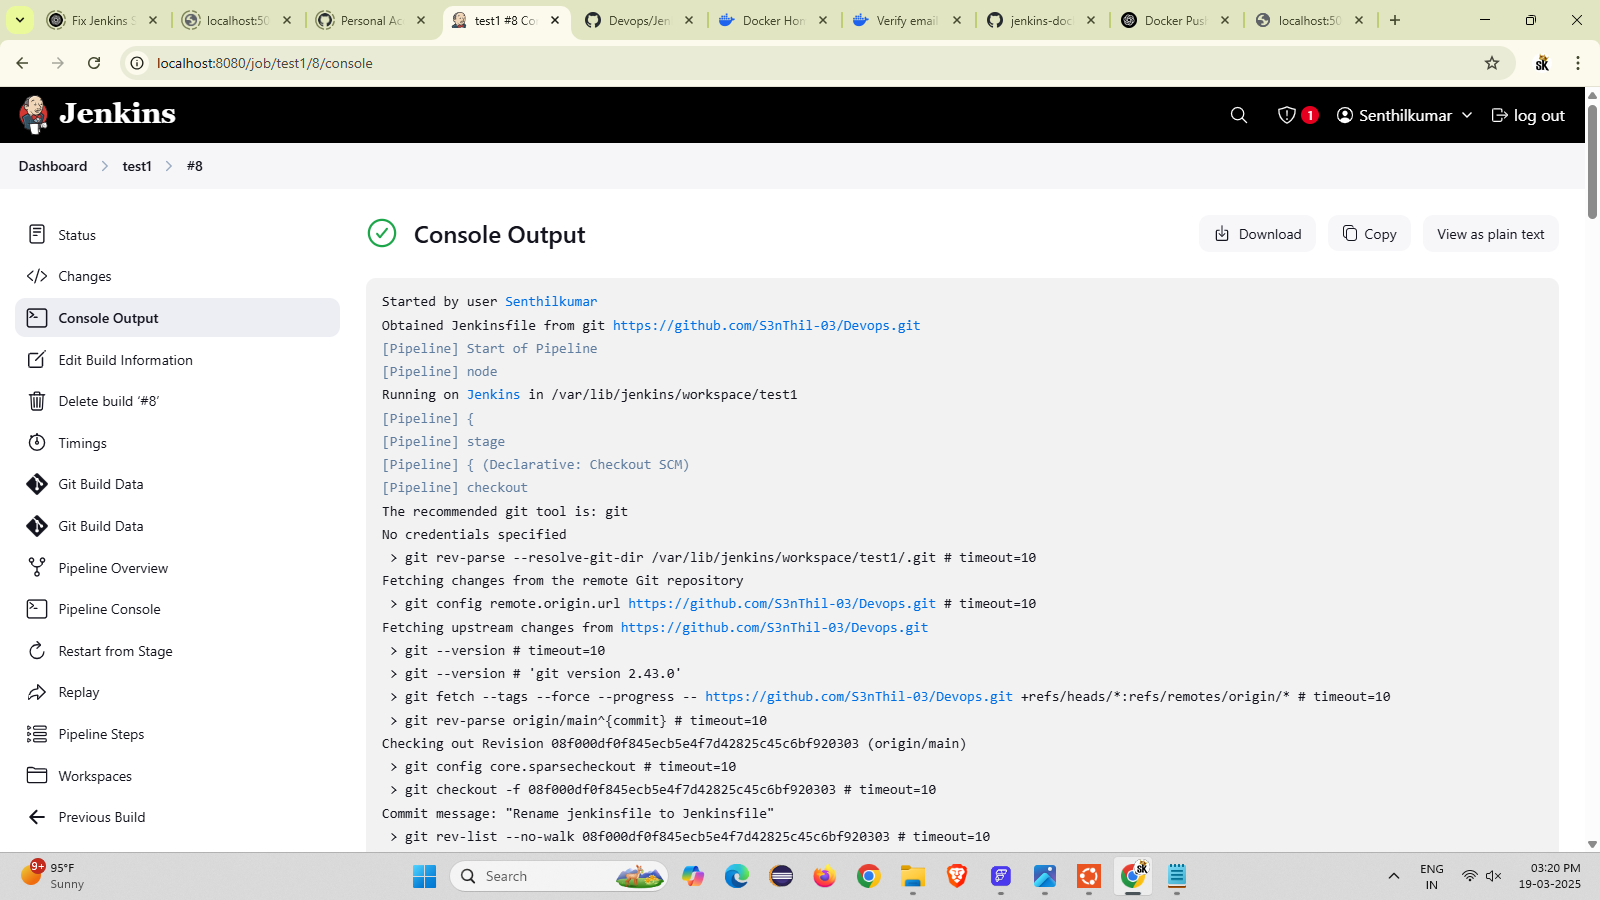 Fix Jenkins S
localhost:50
Personal Ac
test1 #8 Co
Devops/Jen
Docker Hon
Verify email
jenkins-doc
Docker Pus
localhost:50
localhost:8080/job/test1/8/console
Jenkins
1
Senthilkumar
log out
Dashboard
test1
#8
Status
Changes
Console Output
Edit Build Information
Delete build ‘#8’
Timings
Git Build Data
Git Build Data
Pipeline Overview
Pipeline Console
Restart from Stage
Replay
Pipeline Steps
Workspaces
Previous Build
Console Output
Download
Copy
View as plain text
Started by user Senthilkumar
Obtained Jenkinsfile from git https://github.com/S3nThil-03/Devops.git
[Pipeline] Start of Pipeline
[Pipeline] node
Running on Jenkins in /var/lib/jenkins/workspace/test1
[Pipeline] {
[Pipeline] stage
[Pipeline] { (Declarative: Checkout SCM)
[Pipeline] checkout
The recommended git tool is: git
No credentials specified
> git rev-parse --resolve-git-dir /var/lib/jenkins/workspace/test1/.git # timeout=10
Fetching changes from the remote Git repository
> git config remote.origin.url https://github.com/S3nThil-03/Devops.git # timeout=10
Fetching upstream changes from https://github.com/S3nThil-03/Devops.git
> git --version # timeout=10
> git --version # 'git version 2.43.0'
> git fetch --tags --force --progress -- https://github.com/S3nThil-03/Devops.git +refs/heads/*:refs/remotes/origin/* # timeout=10
> git rev-parse origin/main^{commit} # timeout=10
Checking out Revision 08f000df0f845ecb5e4f7d42825c45c6bf920303 (origin/main)
> git config core.sparsecheckout # timeout=10
> git checkout -f 08f000df0f845ecb5e4f7d42825c45c6bf920303 # timeout=10
Commit message: "Rename jenkinsfile to Jenkinsfile"
> git rev-list --no-walk 08f000df0f845ecb5e4f7d42825c45c6bf920303 # timeout=10
9+
95°F
Sunny
Search
ENG
IN
03:20 PM
19-03-2025